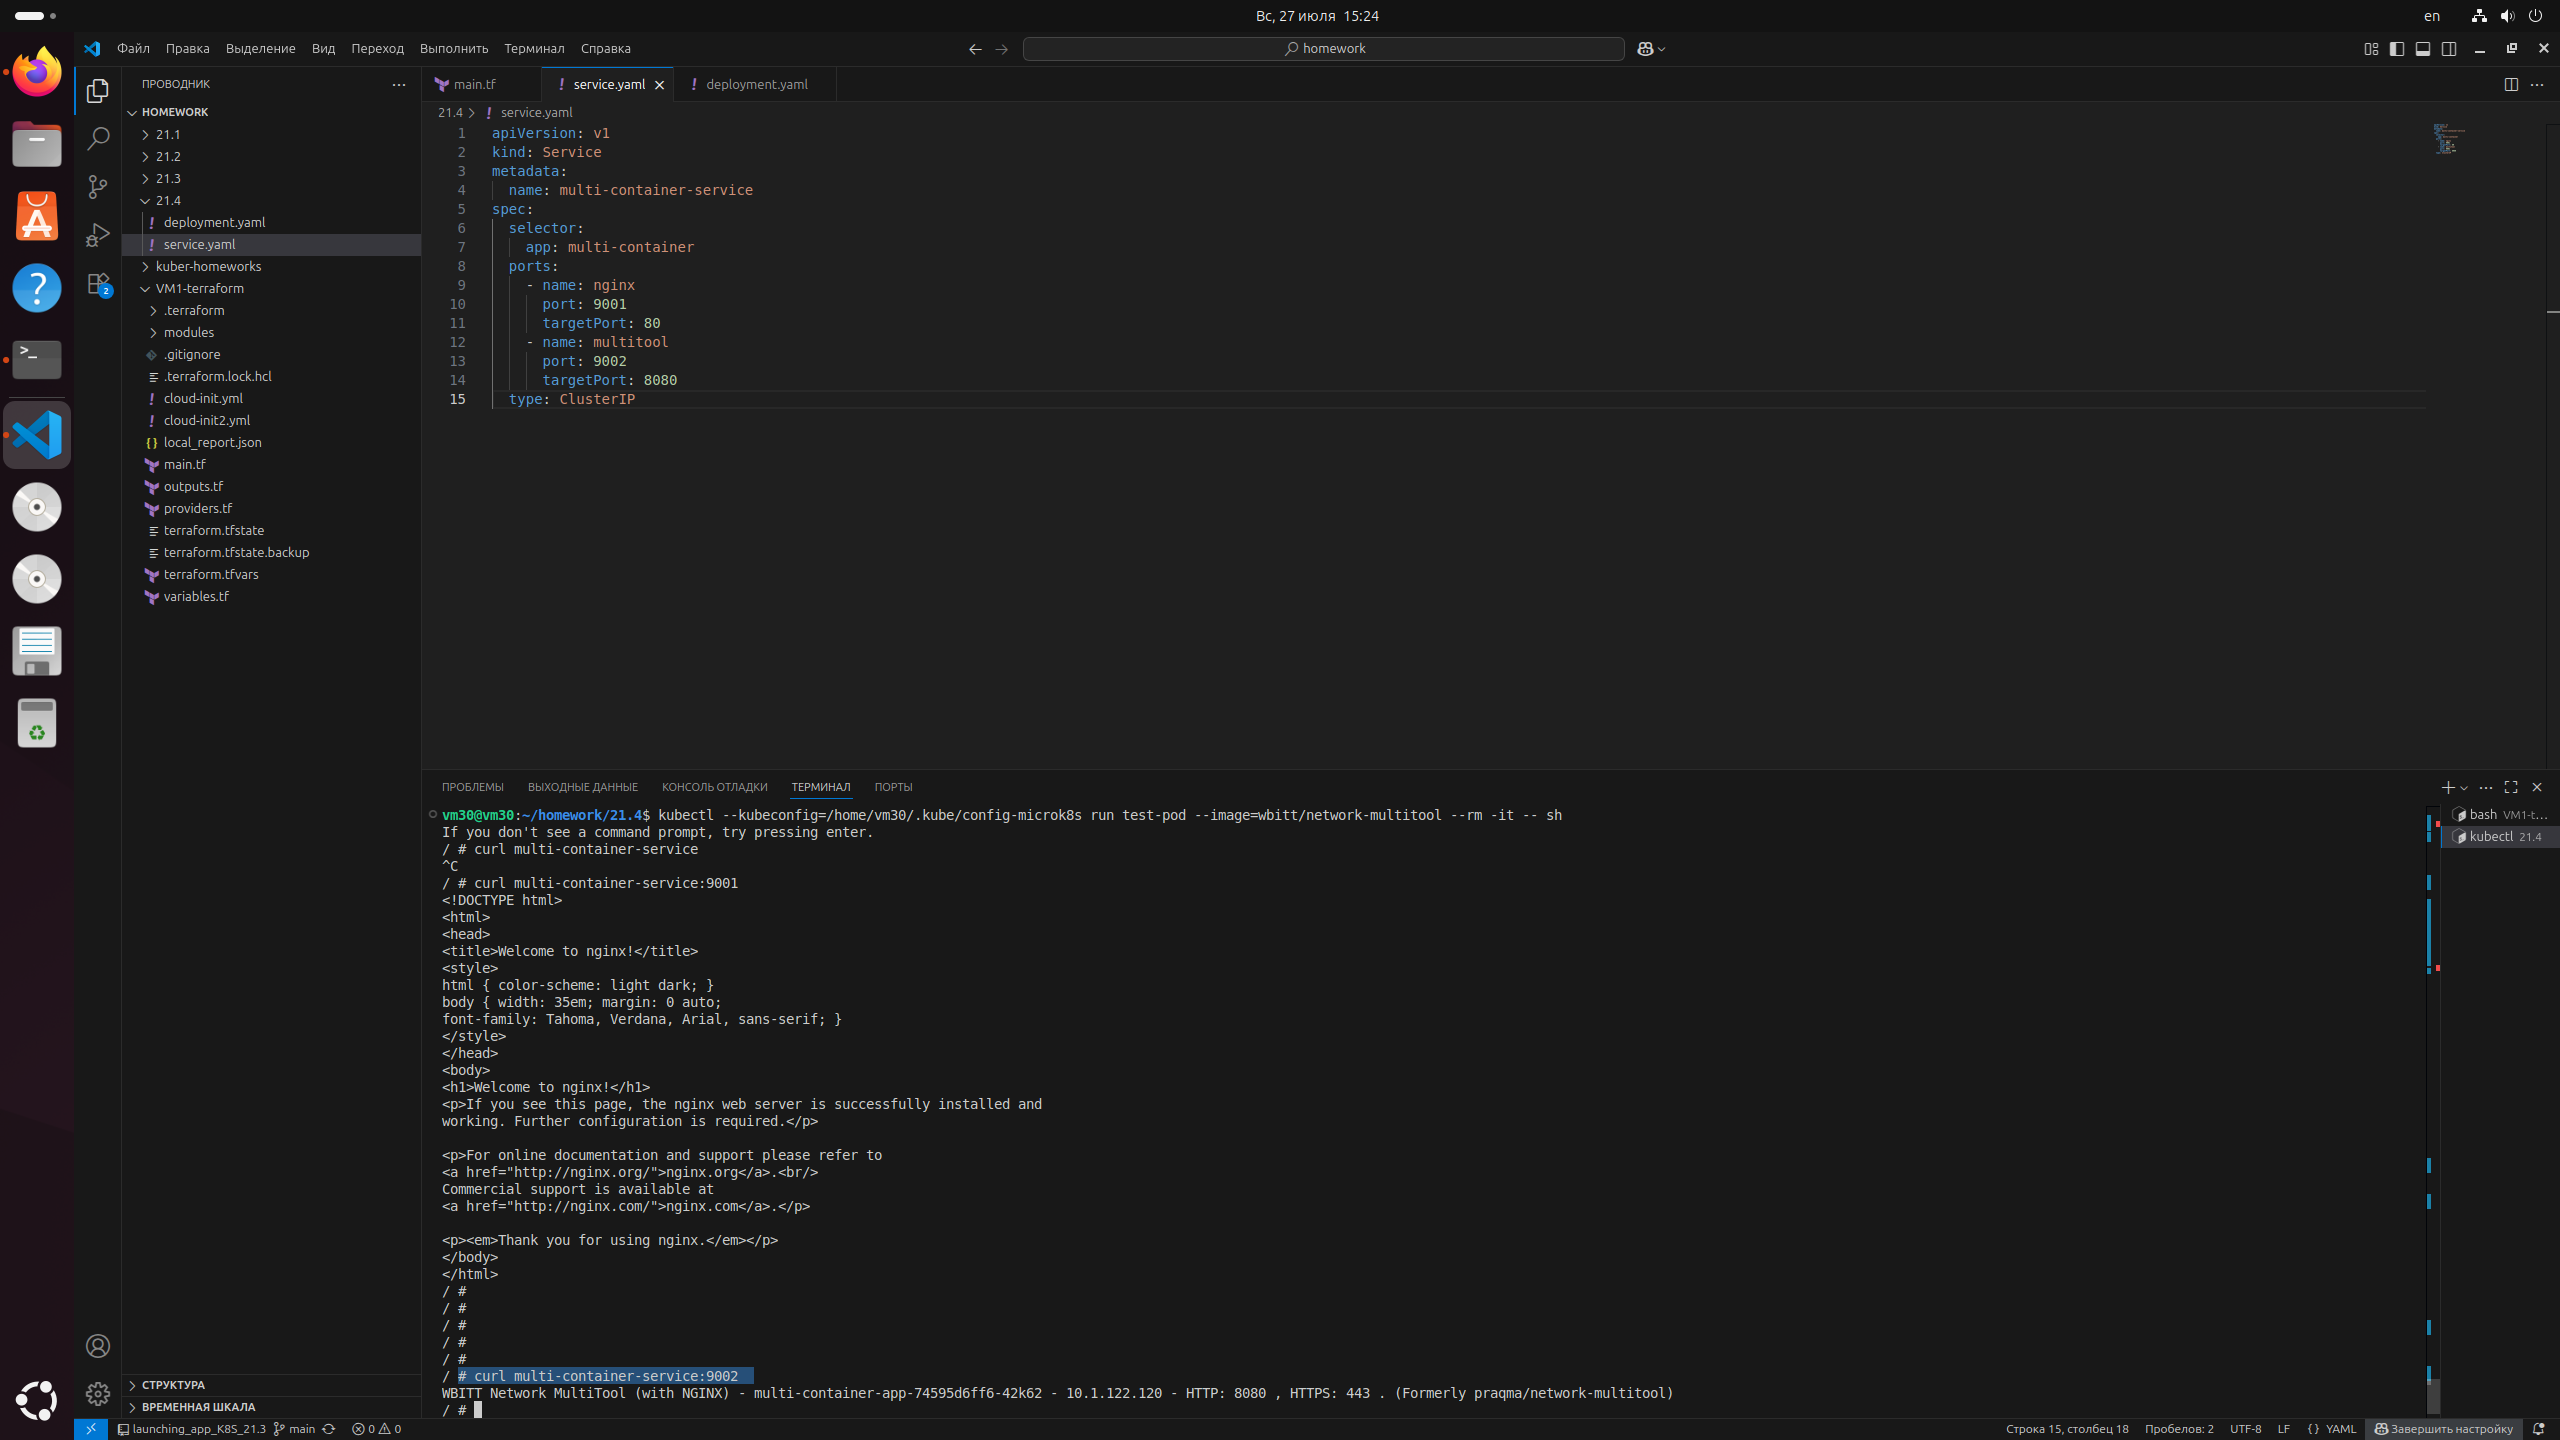 Вс, 27 июля 15:24
en
Файл Правка Выделение Вид Переход Выполнить Терминал Справка
homework
ПРОВОДНИК
HOMEWORK
21.1
21.2
21.3
21.4
deployment.yaml
service.yaml
kuber-homeworks
VM1-terraform
.terraform
modules
.gitignore
.terraform.lock.hcl
cloud-init.yml
cloud-init2.yml
local_report.json
main.tf
outputs.tf
providers.tf
terraform.tfstate
terraform.tfstate.backup
terraform.tfvars
variables.tf
СТРУКТУРА
ВРЕМЕННАЯ ШКАЛА
2
main.tf service.yaml deployment.yaml
21.4 > ! service.yaml
1 apiVersion: v1
2 kind: Service
3 metadata:
4 name: multi-container-service
5 spec:
6 selector:
7 app: multi-container
8 ports:
9 - name: nginx
10 port: 9001
11 targetPort: 80
12 - name: multitool
13 port: 9002
14 targetPort: 8080
15 type: ClusterIP
ПРОБЛЕМЫ ВЫХОДНЫЕ ДАННЫЕ КОНСОЛЬ ОТЛАДКИ ТЕРМИНАЛ ПОРТЫ
vm30@vm30:~/homework/21.4$ kubectl --kubeconfig=/home/vm30/.kube/config-microk8s run test-pod --image=wbitt/network-multitool --rm -it -- sh
If you don't see a command prompt, try pressing enter.
/ # curl multi-container-service
^C
/ # curl multi-container-service:9001
<!DOCTYPE html>
<html>
<head>
<title>Welcome to nginx!</title>
<style>
html { color-scheme: light dark; }
body { width: 35em; margin: 0 auto;
font-family: Tahoma, Verdana, Arial, sans-serif; }
</style>
</head>
<body>
<h1>Welcome to nginx!</h1>
<p>If you see this page, the nginx web server is successfully installed and
working. Further configuration is required.</p>
<p>For online documentation and support please refer to
<a href="http://nginx.org/">nginx.org</a>.<br/>
Commercial support is available at
<a href="http://nginx.com/">nginx.com</a>.</p>
<p><em>Thank you for using nginx.</em></p>
</body>
</html>
/ #
/ #
/ #
/ #
/ #
/ # curl multi-container-service:9002
WBITT Network MultiTool (with NGINX) - multi-container-app-74595d6ff6-42k62 - 10.1.122.120 - HTTP: 8080 , HTTPS: 443 . (Formerly praqma/network-multitool)
/ #
bash VM1-t...
kubectl 21.4
launching_app_K8S_21.3 main 0 0
Строка 15, столбец 18 Пробелов: 2 UTF-8 LF {} YAML Завершить настройку